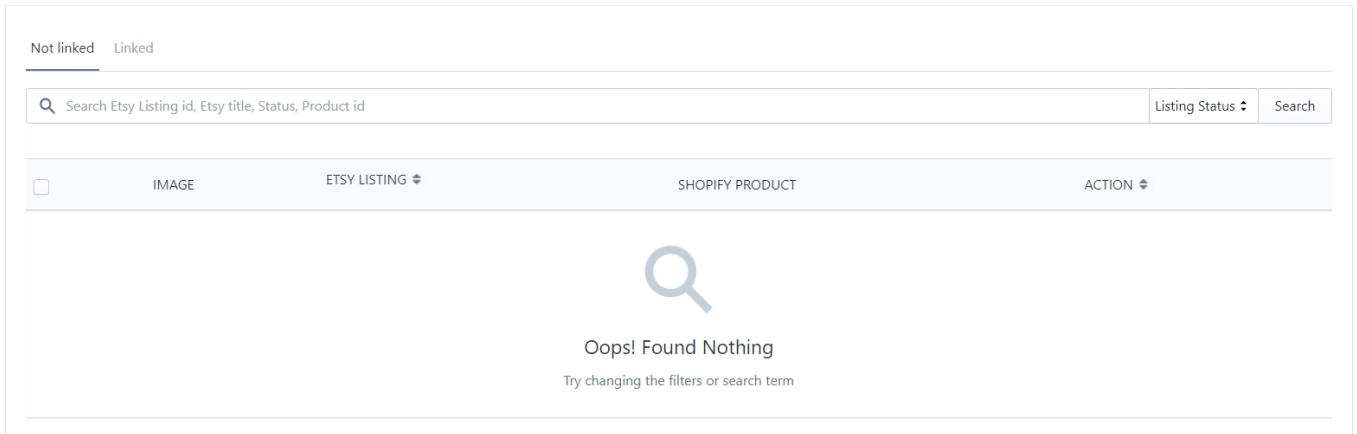 Not linked Linked
Search Etsy Listing id, Etsy title, Status, Product id Listing Status Search
IMAGE ETSY LISTING SHOPIFY PRODUCT ACTION
Oops! Found Nothing
Try changing the filters or search term